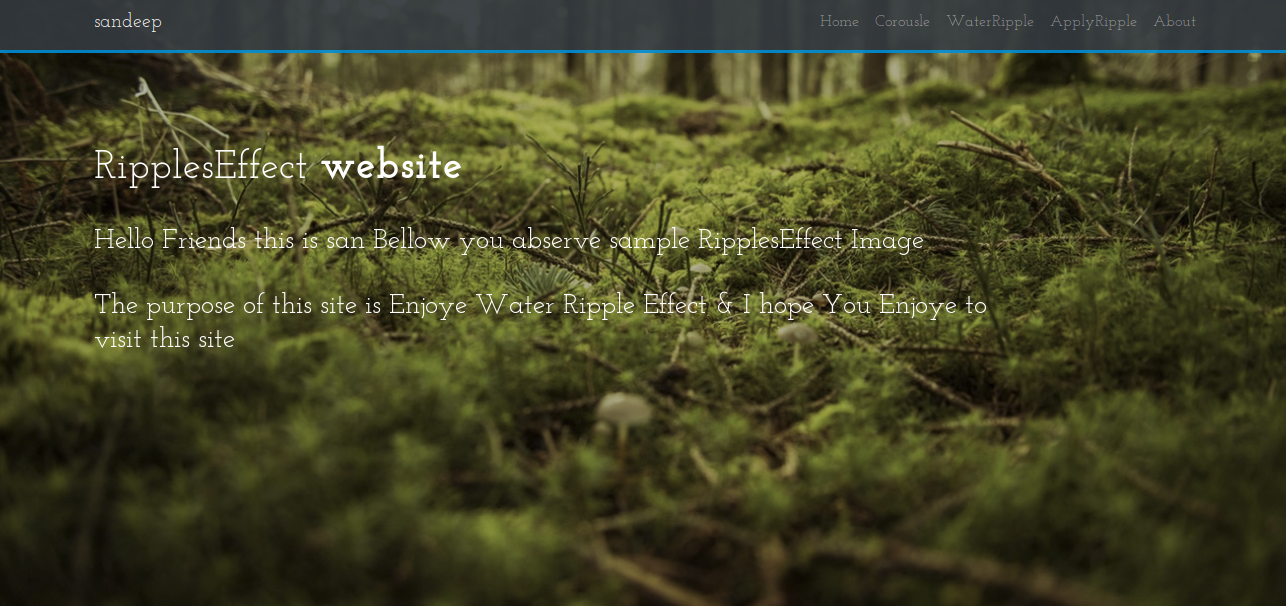 sandeep
Home Corousle WaterRipple ApplyRipple About
RipplesEffect website
Hello Friends this is san Bellow you observe sample RipplesEffect Image
The purpose of this site is Enjoye Water Ripple Effect & I hope You Enjoye to
visit this site